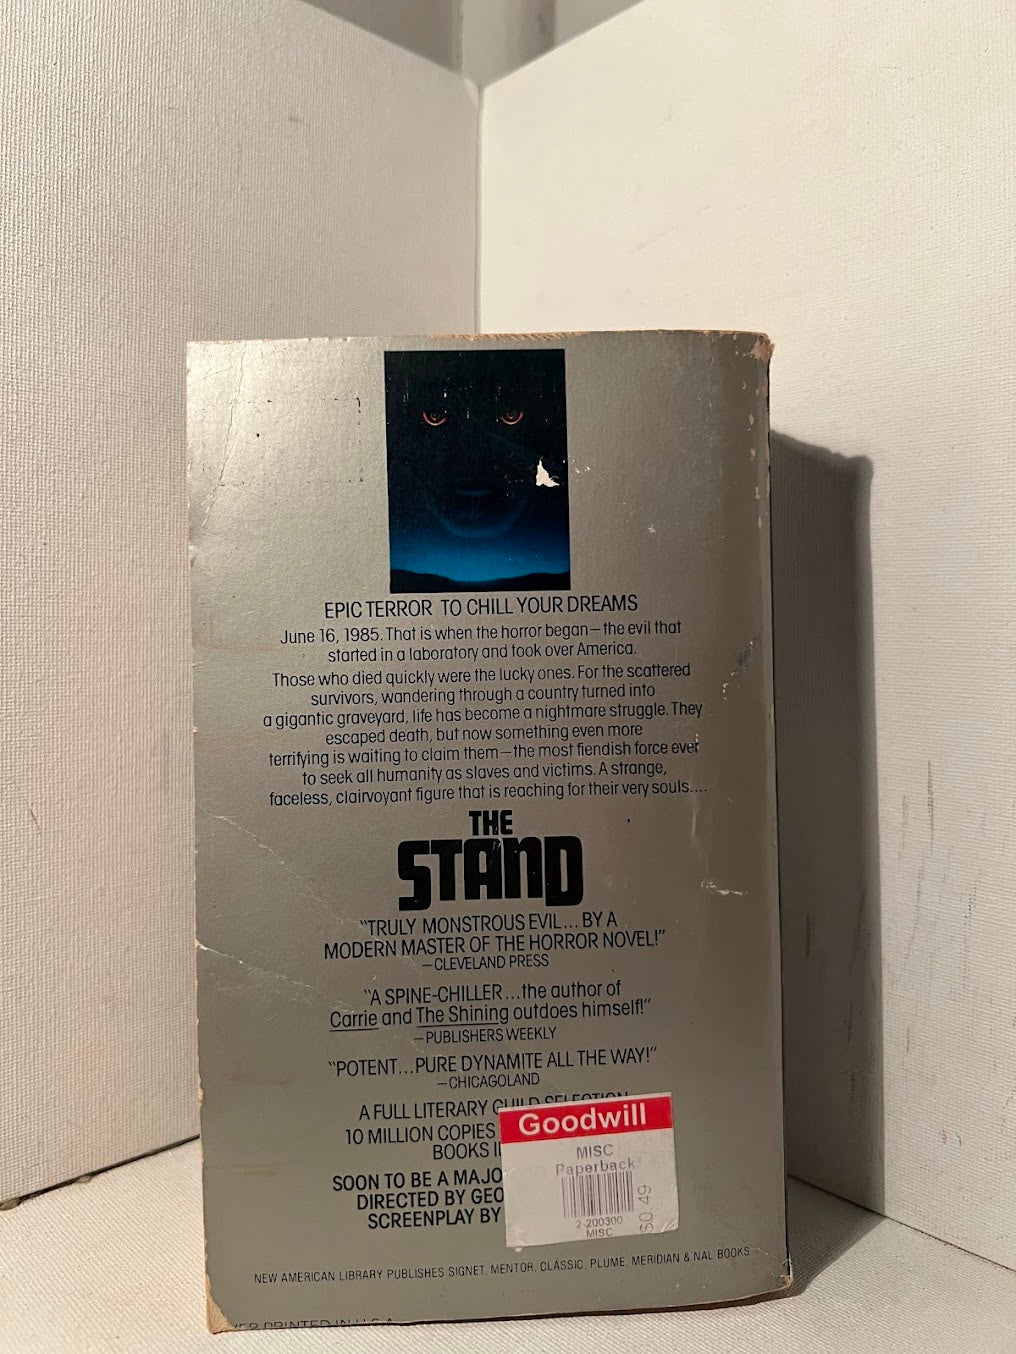 EPIC TERROR TO CHILL YOUR DREAMS
June 16, 1985. That is when the horror began—the evil that
started in a laboratory and took over America.
Those who died quickly were the lucky ones. For the scattered
survivors, wandering through a country turned into
a gigantic graveyard, life has become a nightmare struggle. They
escaped death, but now something even more
terrifying is waiting to claim them—the most fiendish force ever
to seek all humanity as slaves and victims. A strange,
faceless, clairvoyant figure that is reaching for their very souls....
THE
STAND
"TRULY MONSTROUS EVIL... BY A
MODERN MASTER OF THE HORROR NOVEL!"
—CLEVELAND PRESS
"A SPINE-CHILLER...the author of
Carrie and The Shining outdoes himself!"
—PUBLISHERS WEEKLY
"POTENT...PURE DYNAMITE ALL THE WAY!"
—CHICAGOLAND
A FULL LITERARY GUILD SELECTION
10 MILLION COPIES
BOOKS
SOON TO BE A
DIRECTED BY
SCREENPLAY BY
Goodwill
MISC
Paperback
2-200300
MISC
$0.49
NEW AMERICAN LIBRARY PUBLISHES SIGNET, MENTOR, CLASSIC, PLUME, MERIDIAN & NAL BOOKS
PRINTED IN U.S.A.